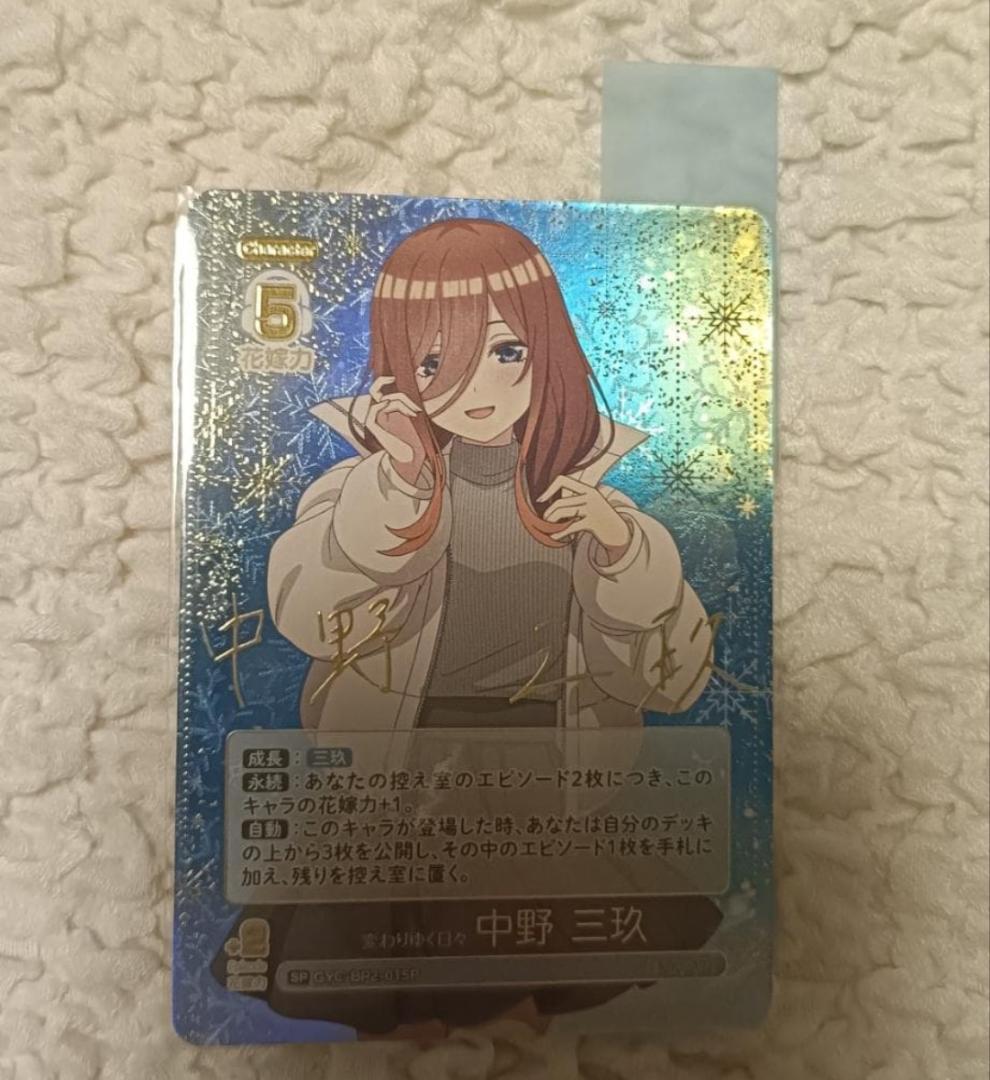 Character
5
花嫁力
中野 三玖
成長：三玖
永続：あなたの控え室のエピソード2枚につき、この
キャラの花嫁力+1。
自動：このキャラが登場した時、あなたは自分のデッキ
の上から3枚を公開し、その中のエピソード1枚を手札に
加え、残りを控え室に置く。
+2
花嫁力
変わりゆく日々 中野 三玖
SP GYC-BP2-015P